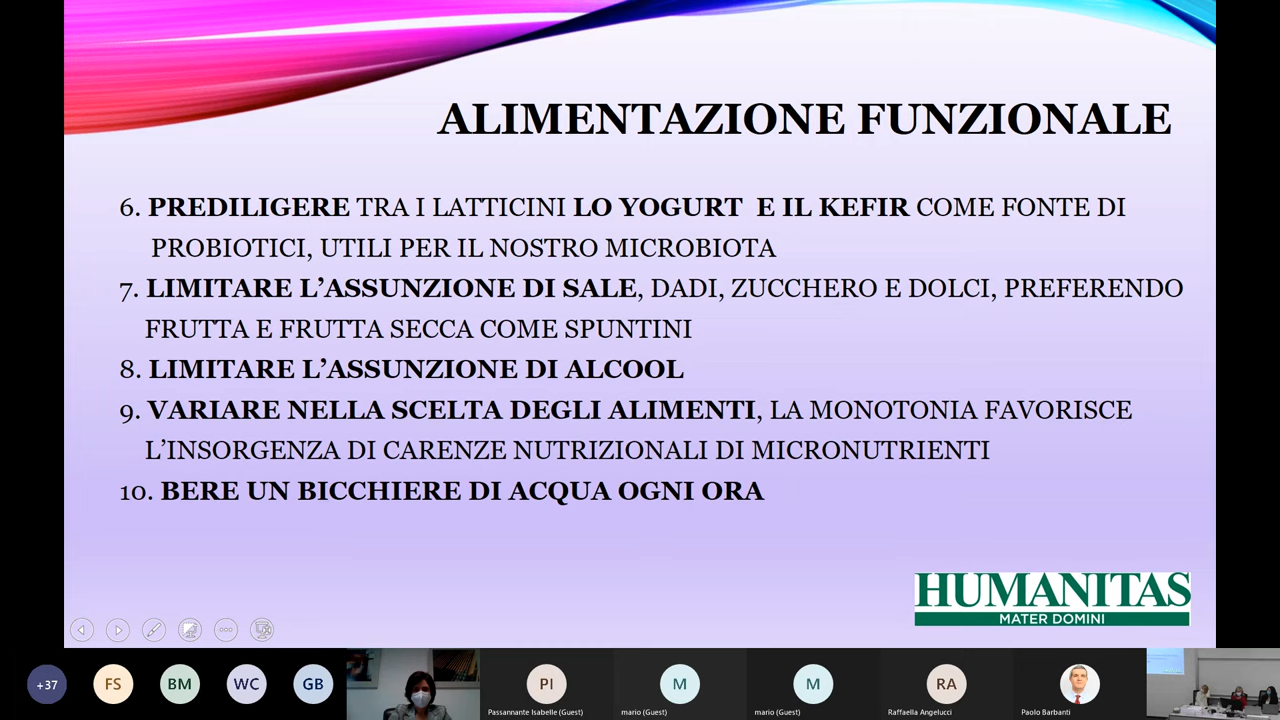 ALIMENTAZIONE FUNZIONALE
6. PREDILIGERE TRA I LATTICINI LO YOGURT E IL KEFIR COME FONTE DI
PROBIOTICI, UTILI PER IL NOSTRO MICROBIOTA
7. LIMITARE L’ASSUNZIONE DI SALE, DADI, ZUCCHERO E DOLCI, PREFERENDO
FRUTTA E FRUTTA SECCA COME SPUNTINI
8. LIMITARE L’ASSUNZIONE DI ALCOOL
9. VARIARE NELLA SCELTA DEGLI ALIMENTI, LA MONOTONIA FAVORISCE
L’INSORGENZA DI CARENZE NUTRIZIONALI DI MICRONUTRIENTI
10. BERE UN BICCHIERE DI ACQUA OGNI ORA
HUMANITAS
MATER DOMINI
+37 FS BM WC GB PI M M RA
Passannante Isabelle (Guest) mario (Guest) mario (Guest) Raffaella Angelucci Paolo Barbanti